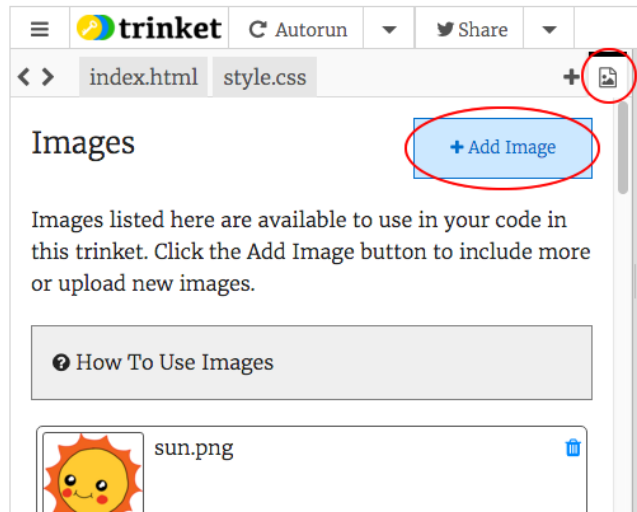 trinket Autorun Share
index.html style.css
Images
Add Image
Images listed here are available to use in your code in
this trinket. Click the Add Image button to include more
or upload new images.
How To Use Images
sun.png